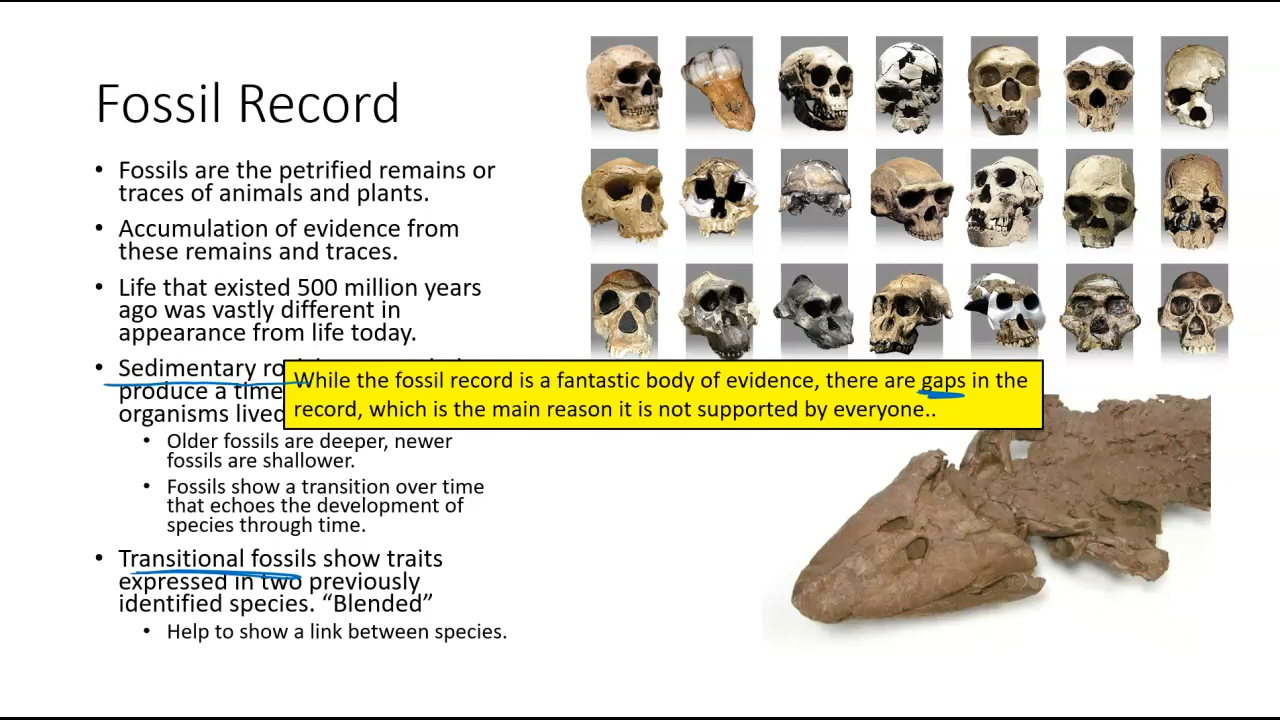 Fossil Record
• Fossils are the petrified remains or
traces of animals and plants.
• Accumulation of evidence from
these remains and traces.
• Life that existed 500 million years
ago was vastly different in
appearance from life today.
• Sedimentary
produce a time
organisms lived
While the fossil record is a fantastic body of evidence, there are gaps in the
record, which is the main reason it is not supported by everyone..
• Older fossils are deeper, newer
fossils are shallower.
• Fossils show a transition over time
that echoes the development of
species through time.
• Transitional fossils show traits
expressed in two previously
identified species. “Blended”
• Help to show a link between species.